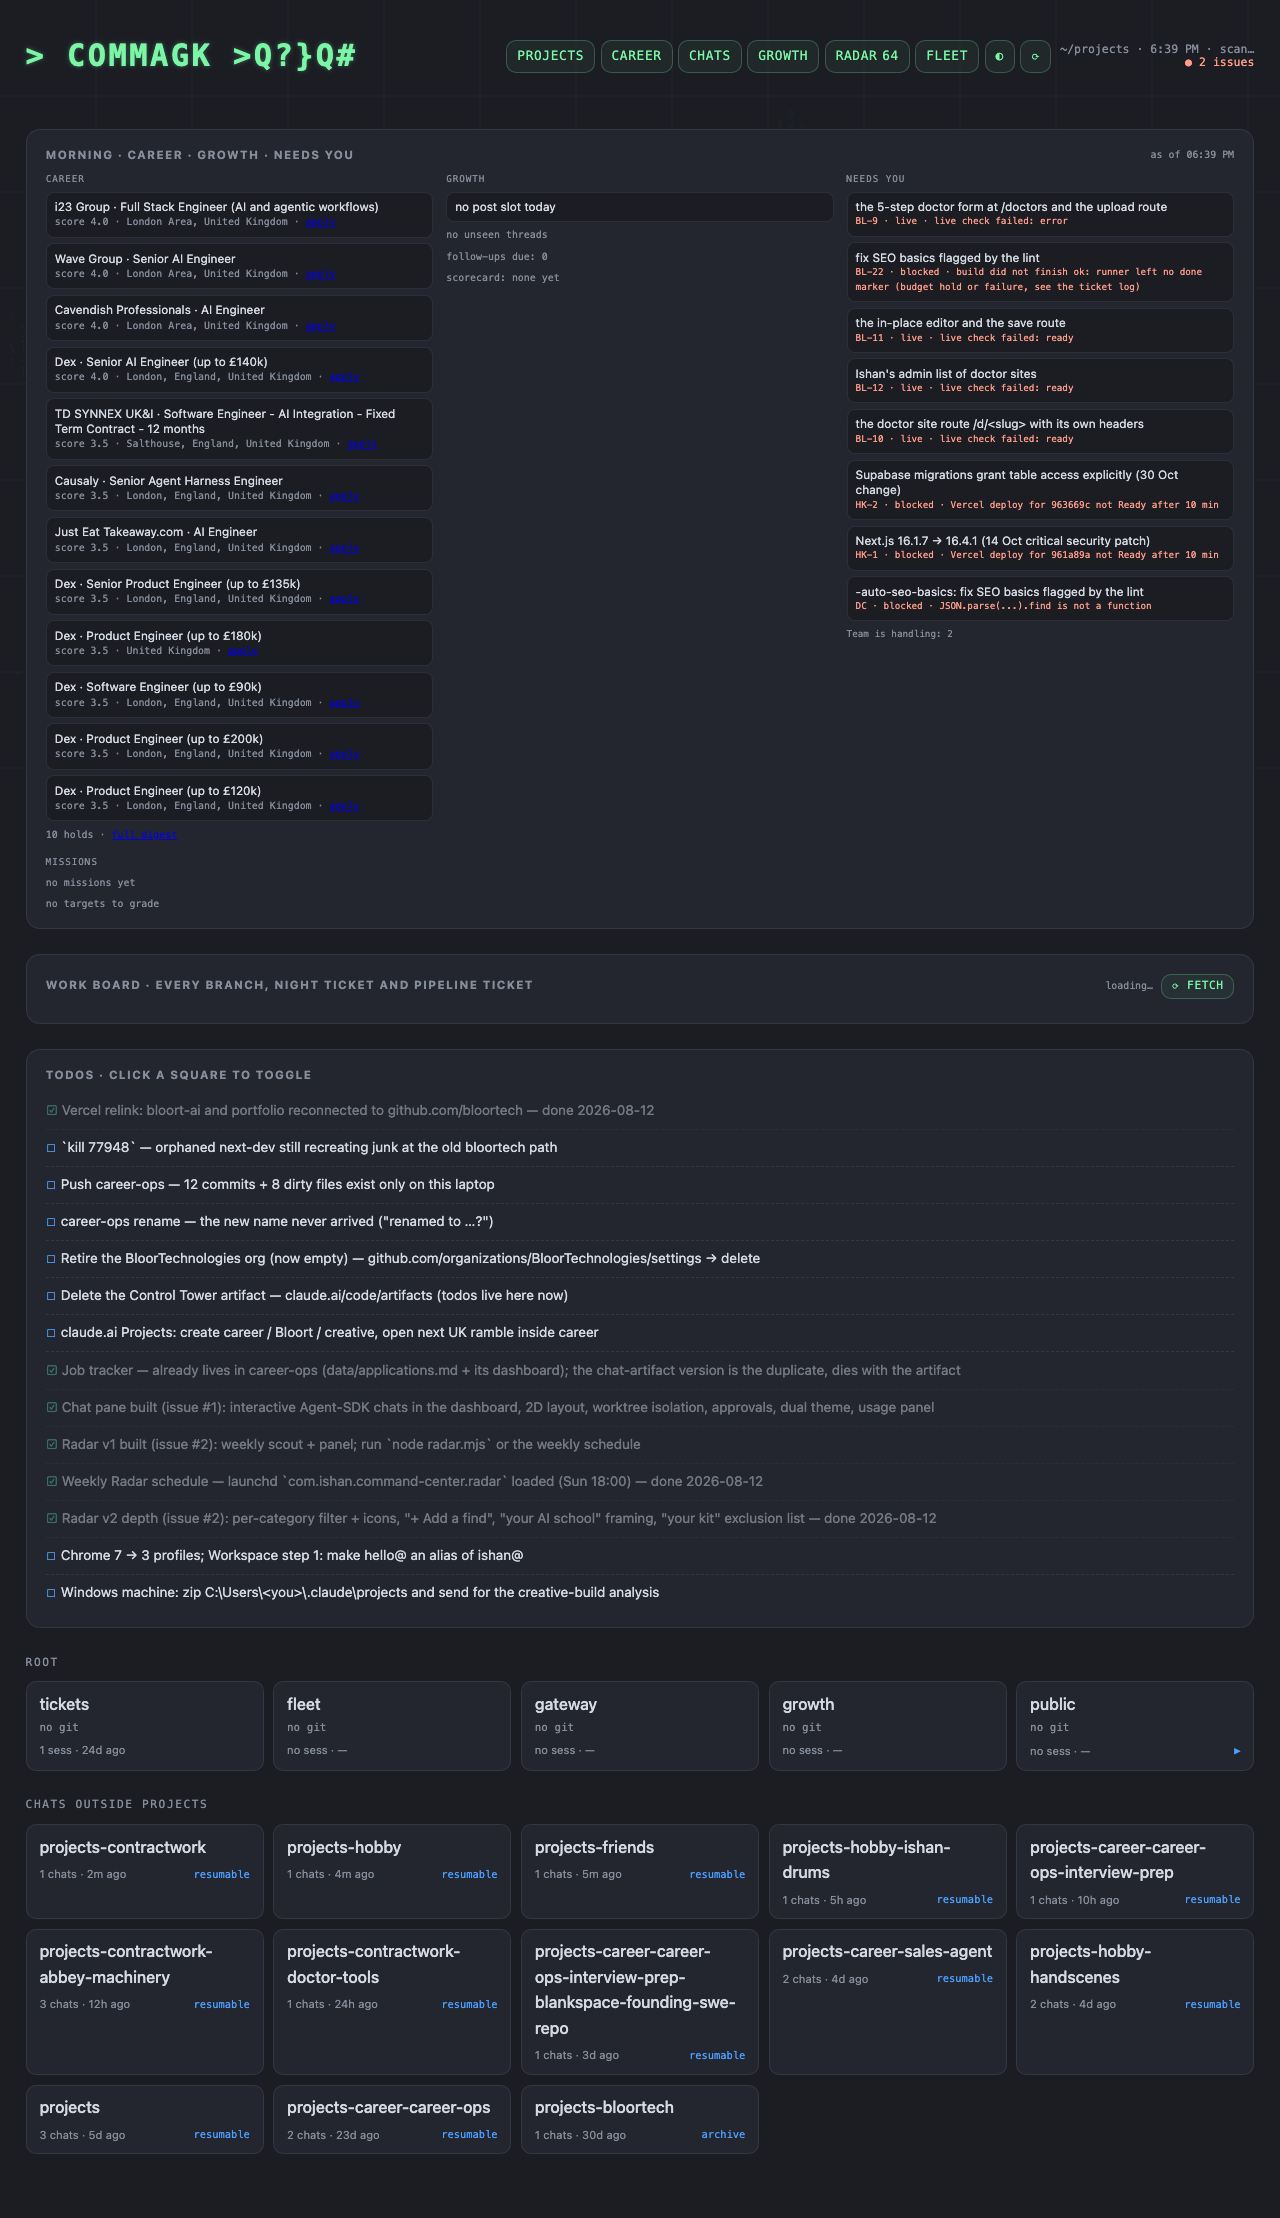 > COMMAGK >Q?}Q#
PROJECTS
CAREER
CHATS
GROWTH
RADAR 64
FLEET
◐
⟳
~/projects · 6:39 PM · scan…
● 2 issues
MORNING · CAREER · GROWTH · NEEDS YOU
as of 06:39 PM
CAREER
i23 Group · Full Stack Engineer (AI and agentic workflows)
score 4.0 · London Area, United Kingdom · apply
Wave Group · Senior AI Engineer
score 4.0 · London Area, United Kingdom · apply
Cavendish Professionals · AI Engineer
score 4.0 · London Area, United Kingdom · apply
Dex · Senior AI Engineer (up to £140k)
score 4.0 · London, England, United Kingdom · apply
TD SYNNEX UK&I · Software Engineer - AI Integration - Fixed
Term Contract - 12 months
score 3.5 · Salthouse, England, United Kingdom · apply
Causaly · Senior Agent Harness Engineer
score 3.5 · London, England, United Kingdom · apply
Just Eat Takeaway.com · AI Engineer
score 3.5 · London, England, United Kingdom · apply
Dex · Senior Product Engineer (up to £135k)
score 3.5 · London, England, United Kingdom · apply
Dex · Product Engineer (up to £180k)
score 3.5 · United Kingdom · apply
Dex · Software Engineer (up to £90k)
score 3.5 · London, England, United Kingdom · apply
Dex · Product Engineer (up to £200k)
score 3.5 · London, England, United Kingdom · apply
Dex · Product Engineer (up to £120k)
score 3.5 · London, England, United Kingdom · apply
10 holds · full digest
MISSIONS
no missions yet
no targets to grade
GROWTH
no post slot today
no unseen threads
follow-ups due: 0
scorecard: none yet
NEEDS YOU
the 5-step doctor form at /doctors and the upload route
BL-9 · live · live check failed: error
fix SEO basics flagged by the lint
BL-22 · blocked · build did not finish ok: runner left no done
marker (budget hold or failure, see the ticket log)
the in-place editor and the save route
BL-11 · live · live check failed: ready
Ishan's admin list of doctor sites
BL-12 · live · live check failed: ready
the doctor site route /d/<slug> with its own headers
BL-10 · live · live check failed: ready
Supabase migrations grant table access explicitly (30 Oct
change)
HK-2 · blocked · Vercel deploy for 963669c not Ready after 10 min
Next.js 16.1.7 → 16.4.1 (14 Oct critical security patch)
HK-1 · blocked · Vercel deploy for 961a89a not Ready after 10 min
-auto-seo-basics: fix SEO basics flagged by the lint
DC · blocked · JSON.parse(...).find is not a function
Team is handling: 2
WORK BOARD · EVERY BRANCH, NIGHT TICKET AND PIPELINE TICKET
loading…
⟳ FETCH
TODOS · CLICK A SQUARE TO TOGGLE
☑ Vercel relink: bloort-ai and portfolio reconnected to github.com/bloortech — done 2026-08-12
☐ `kill 77948` — orphaned next-dev still recreating junk at the old bloortech path
☐ Push career-ops — 12 commits + 8 dirty files exist only on this laptop
☐ career-ops rename — the new name never arrived ("renamed to …?")
☐ Retire the BloorTechnologies org (now empty) — github.com/organizations/BloorTechnologies/settings → delete
☐ Delete the Control Tower artifact — claude.ai/code/artifacts (todos live here now)
☐ claude.ai Projects: create career / Bloort / creative, open next UK ramble inside career
☑ Job tracker — already lives in career-ops (data/applications.md + its dashboard); the chat-artifact version is the duplicate, dies with the artifact
☑ Chat pane built (issue #1): interactive Agent-SDK chats in the dashboard, 2D layout, worktree isolation, approvals, dual theme, usage panel
☑ Radar v1 built (issue #2): weekly scout + panel; run `node radar.mjs` or the weekly schedule
☑ Weekly Radar schedule — launchd `com.ishan.command-center.radar` loaded (Sun 18:00) — done 2026-08-12
☑ Radar v2 depth (issue #2): per-category filter + icons, "+ Add a find", "your AI school" framing, "your kit" exclusion list — done 2026-08-12
☐ Chrome 7 → 3 profiles; Workspace step 1: make hello@ an alias of ishan@
☐ Windows machine: zip C:\Users\<you>\.claude\projects and send for the creative-build analysis
ROOT
tickets
no git
1 sess · 24d ago
fleet
no git
no sess · —
gateway
no git
no sess · —
growth
no git
no sess · —
public
no git
no sess · —
▶
CHATS OUTSIDE PROJECTS
projects-contractwork
1 chats · 2m ago
resumable
projects-hobby
1 chats · 4m ago
resumable
projects-friends
1 chats · 5m ago
resumable
projects-hobby-ishan-
drums
1 chats · 5h ago
resumable
projects-career-career-
ops-interview-prep
1 chats · 10h ago
resumable
projects-contractwork-
abbey-machinery
3 chats · 12h ago
resumable
projects-contractwork-
doctor-tools
1 chats · 24h ago
resumable
projects-career-career-
ops-interview-prep-
blankspace-founding-swe-
repo
1 chats · 3d ago
resumable
projects-career-sales-agent
2 chats · 4d ago
resumable
projects-hobby-
handscenes
2 chats · 4d ago
resumable
projects
3 chats · 5d ago
resumable
projects-career-career-ops
2 chats · 23d ago
resumable
projects-bloortech
1 chats · 30d ago
archive